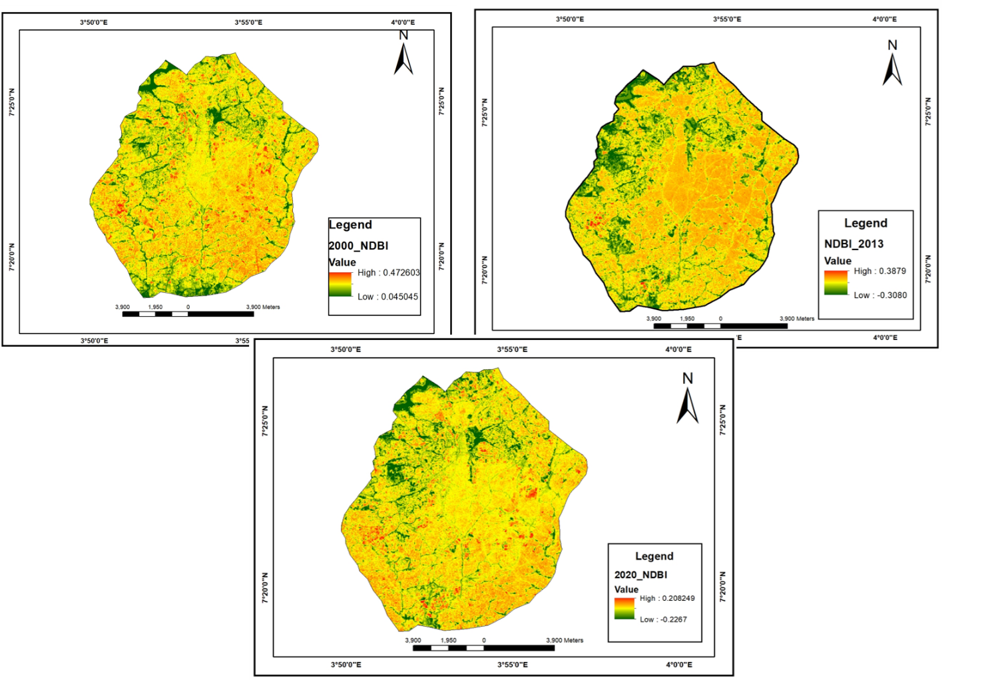 3°50'0"E 3°55'0"E 4°0'0"E
N
7°25'0"N 7°25'0"N
Legend
2000_NDBI
Value
High : 0.472603
Low : 0.045045
7°20'0"N 7°20'0"N
3,900 1,950 0 3,900 Meters
3°50'0"E 3°55
3°50'0"E 3°55'0"E 4°0'0"E
N
7°25'0"N 7°25'0"N
Legend
NDBI_2013
Value
High : 0.3879
Low : -0.3080
7°20'0"N 7°20'0"N
3,900 1,950 0 3,900 Meters
E 4°0'0"E
3°50'0"E 3°55'0"E 4°0'0"E
N
7°25'0"N 7°25'0"N
Legend
2020_NDBI
Value
High : 0.208249
Low : -0.2267
7°20'0"N 7°20'0"N
3,900 1,950 0 3,900 Meters
3°50'0"E 3°55'0"E 4°0'0"E